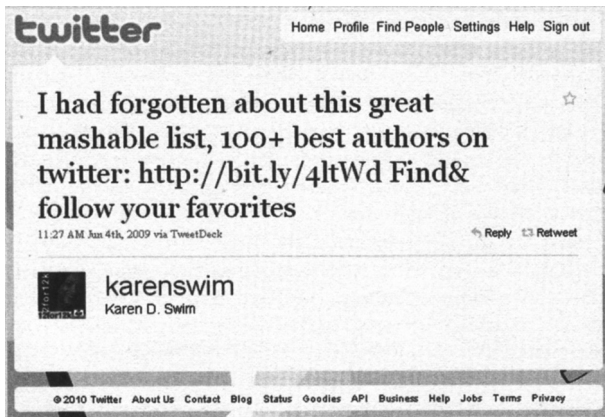 twitter
Home Profile Find People Settings Help Sign out
I had forgotten about this great
mashable list, 100+ best authors on
twitter: http://bit.ly/4ltWd Find&
follow your favorites
11:27 AM Jun 4th, 2009 via TweetDeck
Reply Retweet
karenswim
Karen D. Swim
© 2010 Twitter About Us Contact Blog Status Goodies API Business Help Jobs Terms Privacy